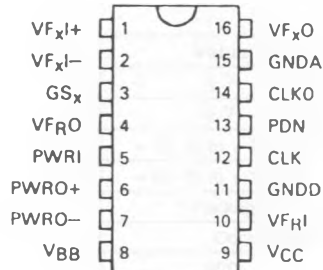 VFxI+ 1 16 VFxO
VFxI− 2 15 GNDA
GSx 3 14 CLK0
VFRO 4 13 PDN
PWRI 5 12 CLK
PWRO+ 6 11 GNDD
PWRO− 7 10 VFRI
VBB 8 9 VCC